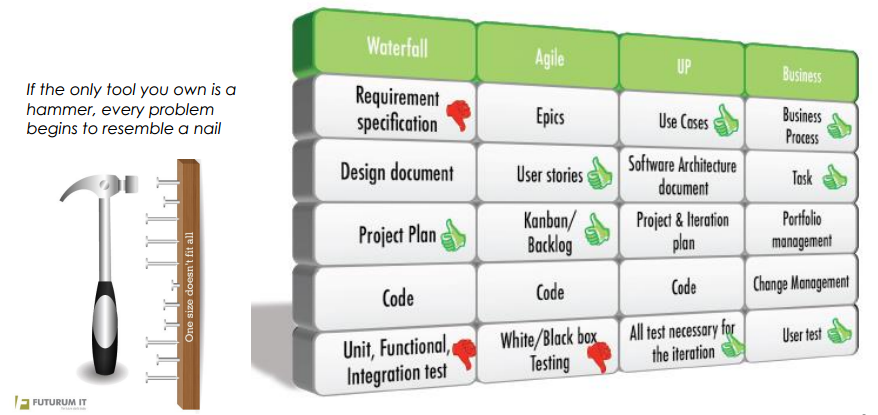 If the only tool you own is a
hammer, every problem
begins to resemble a nail
One size doesn't fit all
FUTURUM IT
Waterfall
Agile
UP
Business
Requirement
specification
Epics
Use Cases
Business
Process
Design document
User stories
Software Architecture
document
Task
Project Plan
Kanban/
Backlog
Project & Iteration
plan
Portfolio
management
Code
Code
Code
Change Management
Unit, Functional,
Integration test
White/Black box
Testing
All test necessary for
the iteration
User test